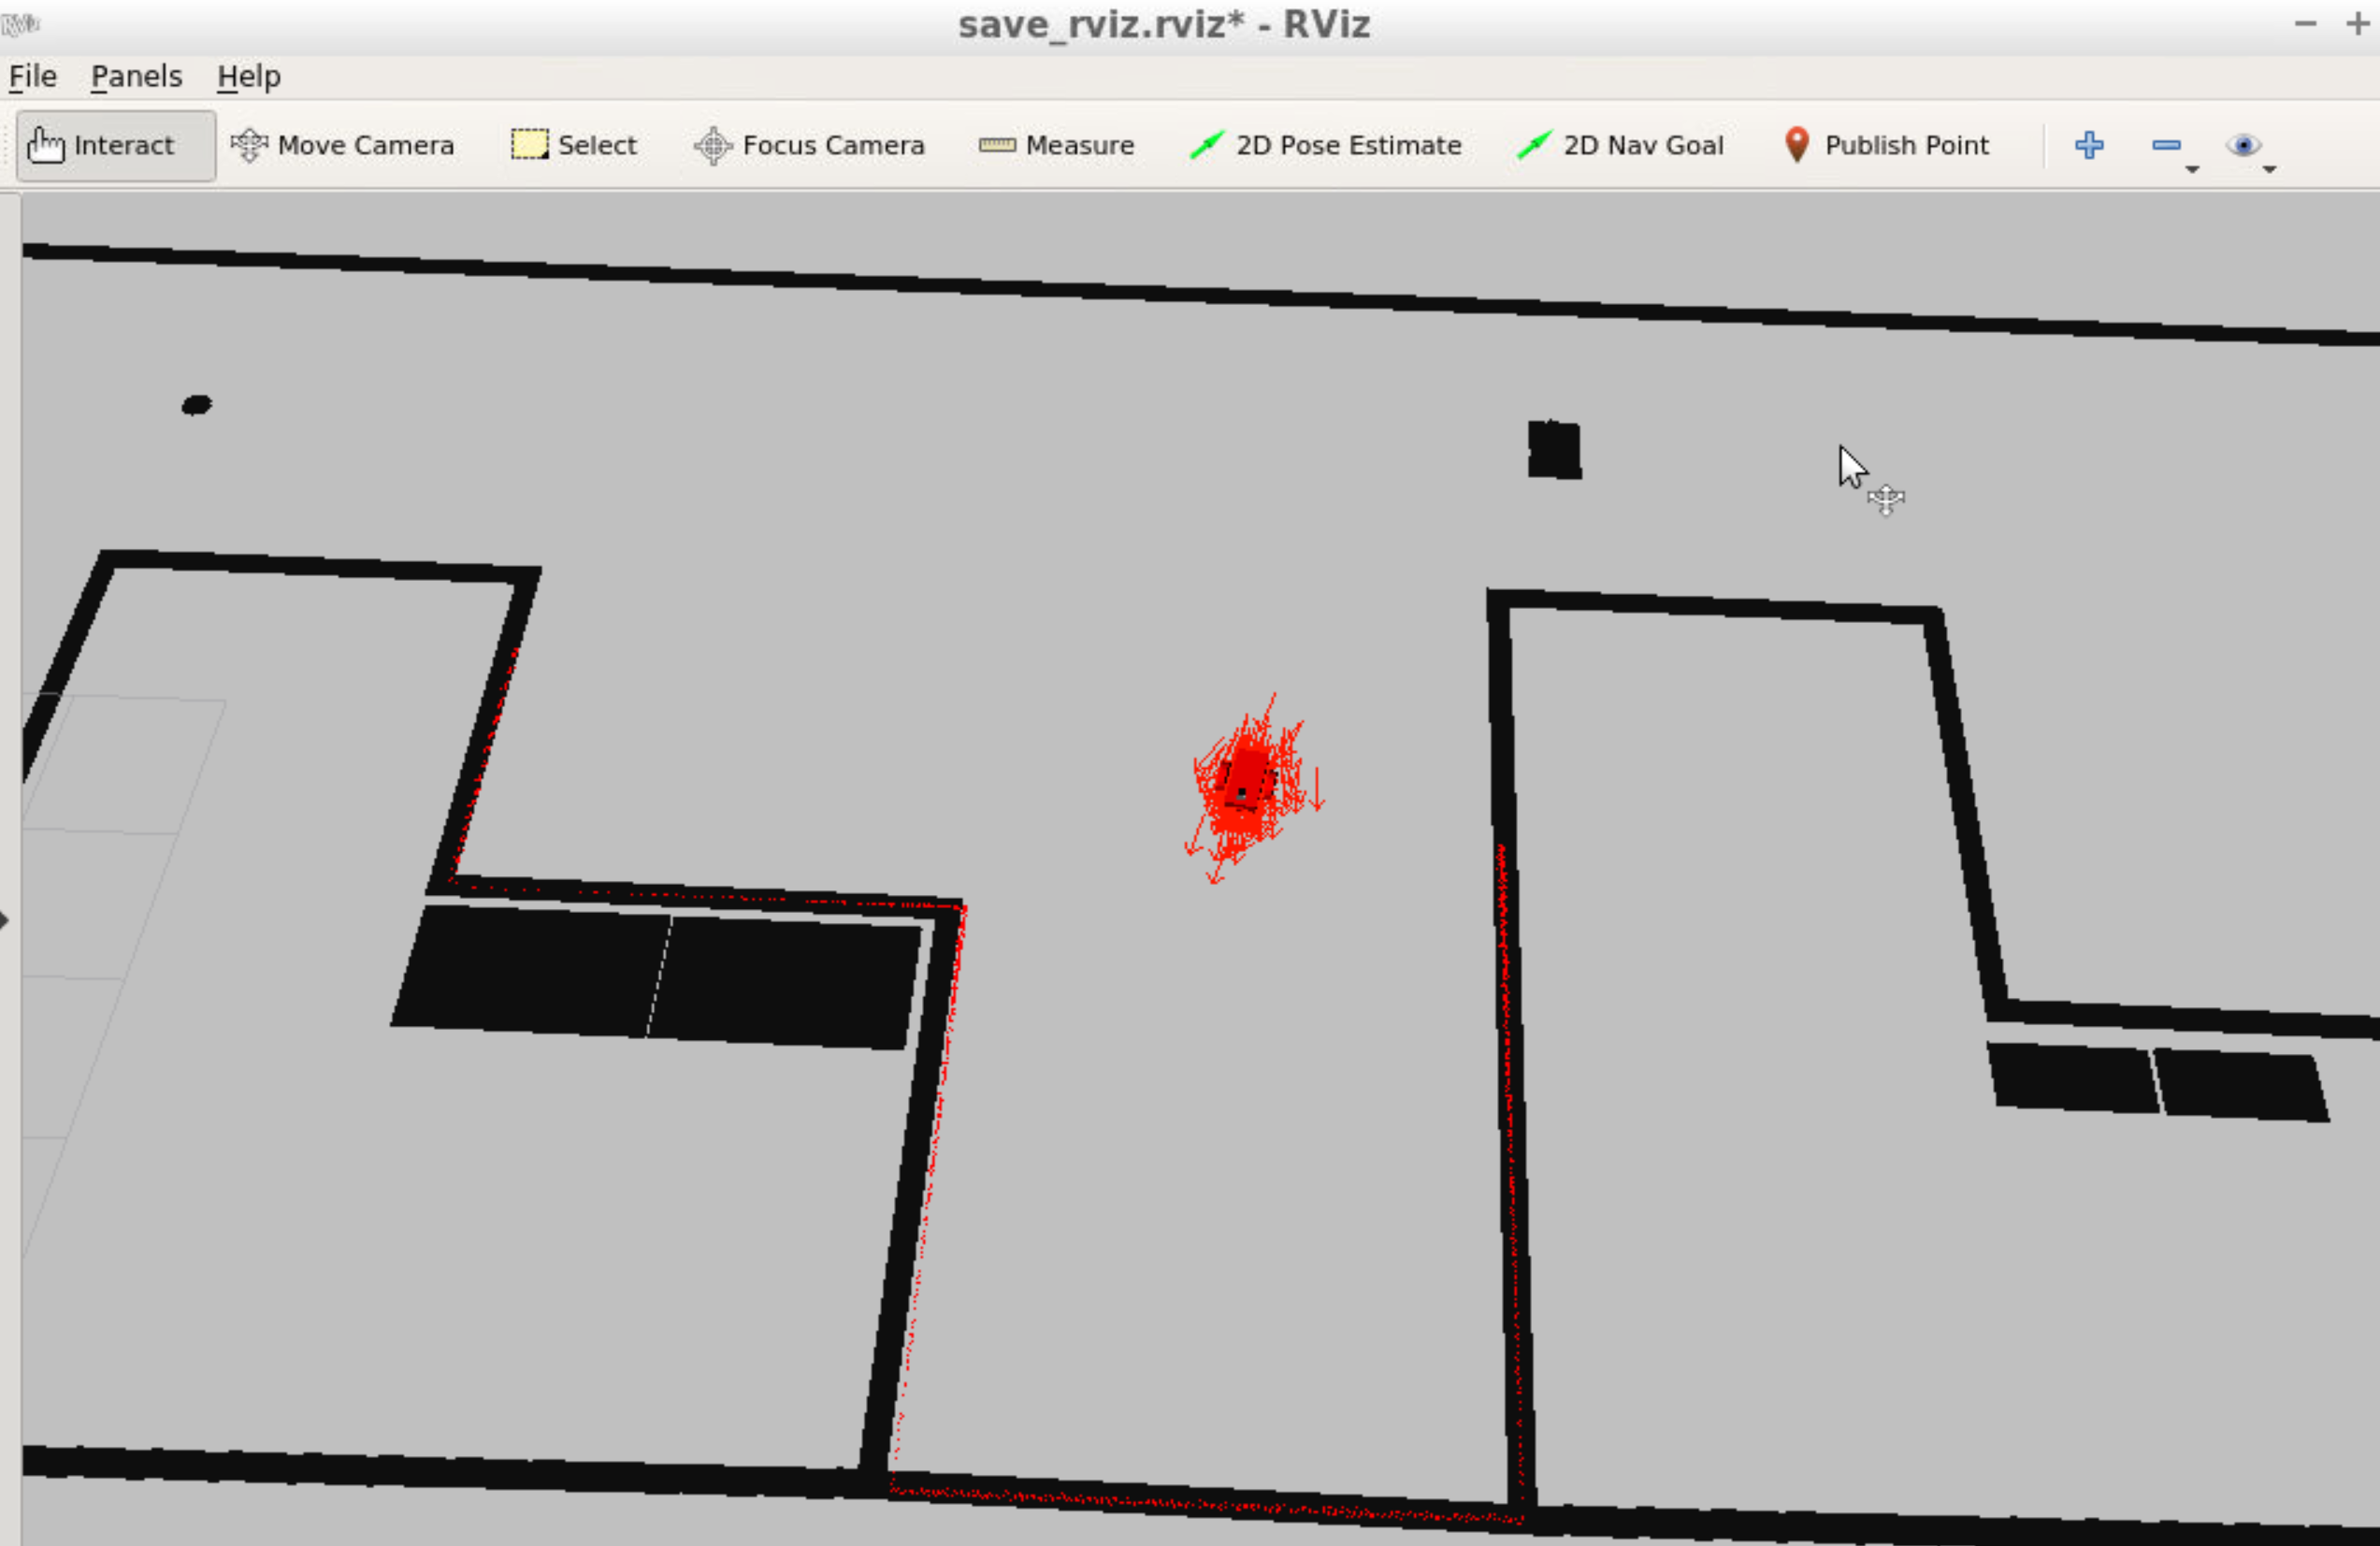 save_rviz.rviz* - RViz
File Panels Help
Interact Move Camera Select Focus Camera Measure 2D Pose Estimate 2D Nav Goal Publish Point